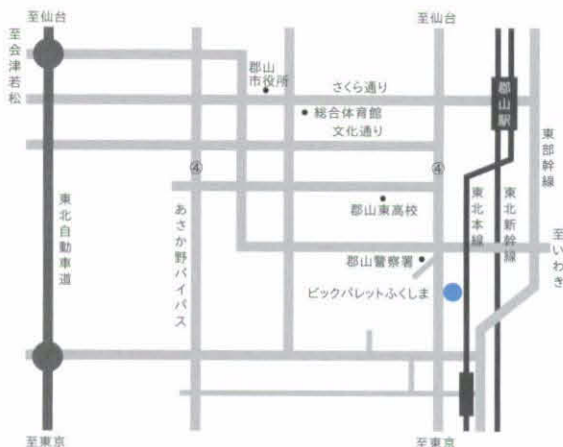 至仙台
至仙台
至会津若松
郡山
市役所
さくら通り
郡山駅
総合体育館
文化通り
東部幹線
④
④
郡山東高校
東北自動車道
あさか野バイパス
東北本線
東北新幹線
至いわき
郡山警察署
ビックパレットふくしま
至東京
至東京